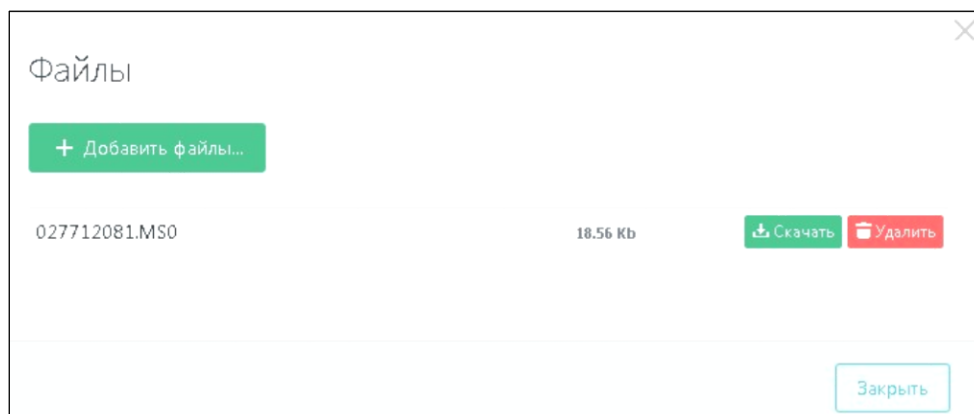 Файлы
+ Добавить файлы...
027712081.MS0 18.56 Kb Скачать Удалить
Закрыть